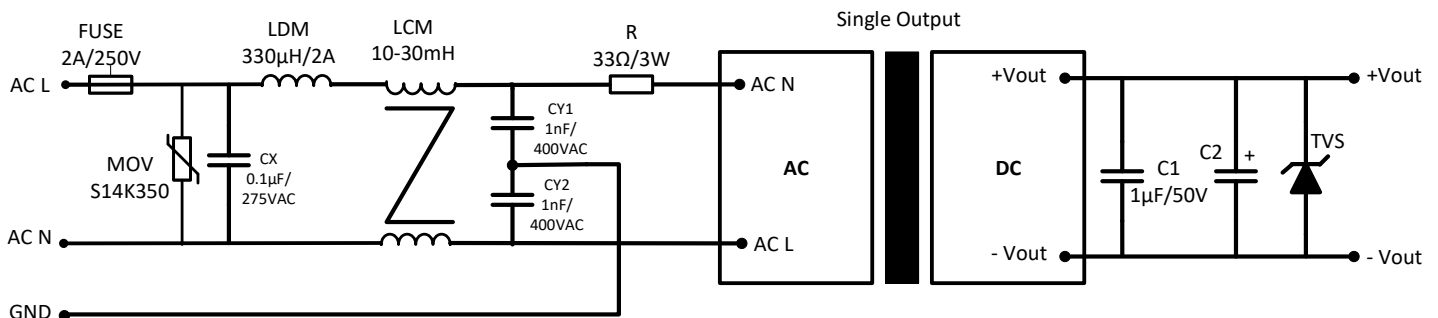 Single Output
FUSE
2A/250V
LDM
330µH/2A
LCM
10-30mH
R
33Ω/3W
AC L
AC N
+Vout
+Vout
MOV
S14K350
CX
0.1µF/
275VAC
CY1
1nF/
400VAC
CY2
1nF/
400VAC
AC
DC
C1
1µF/50V
C2
+
TVS
AC N
AC L
- Vout
- Vout
GND